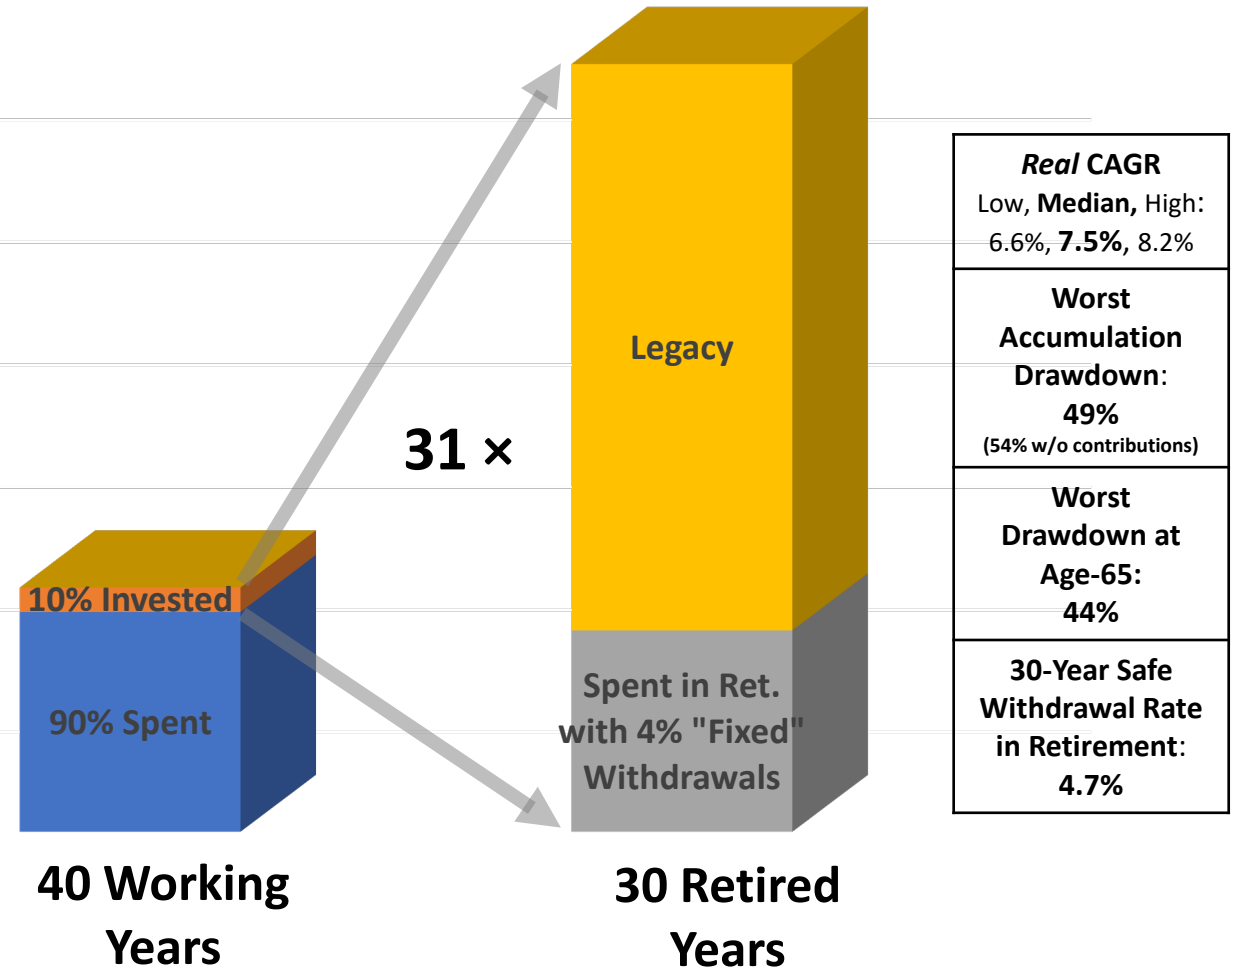 Legacy
31 ×
10% Invested
90% Spent
Spent in Ret.
with 4% "Fixed"
Withdrawals
40 Working
Years
30 Retired
Years
Real CAGR
Low, Median, High:
6.6%, 7.5%, 8.2%
Worst
Accumulation
Drawdown:
49%
(54% w/o contributions)
Worst
Drawdown at
Age-65:
44%
30-Year Safe
Withdrawal Rate
in Retirement:
4.7%